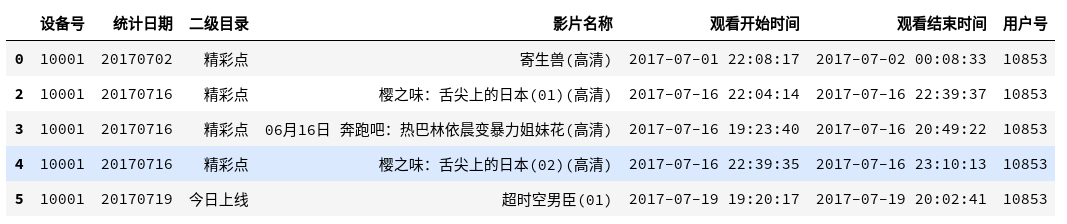 设备号 统计日期 二级目录 影片名称 观看开始时间 观看结束时间 用户号
0 10001 20170702 精彩点 寄生兽(高清) 2017-07-01 22:08:17 2017-07-02 00:08:33 10853
2 10001 20170716 精彩点 樱之味：舌尖上的日本(01)(高清) 2017-07-16 22:04:14 2017-07-16 22:39:37 10853
3 10001 20170716 精彩点 06月16日 奔跑吧：热巴林依晨变暴力姐妹花(高清) 2017-07-16 19:23:40 2017-07-16 20:49:22 10853
4 10001 20170716 精彩点 樱之味：舌尖上的日本(02)(高清) 2017-07-16 22:39:35 2017-07-16 23:10:13 10853
5 10001 20170719 今日上线 超时空男臣(01) 2017-07-19 19:20:17 2017-07-19 20:02:41 10853